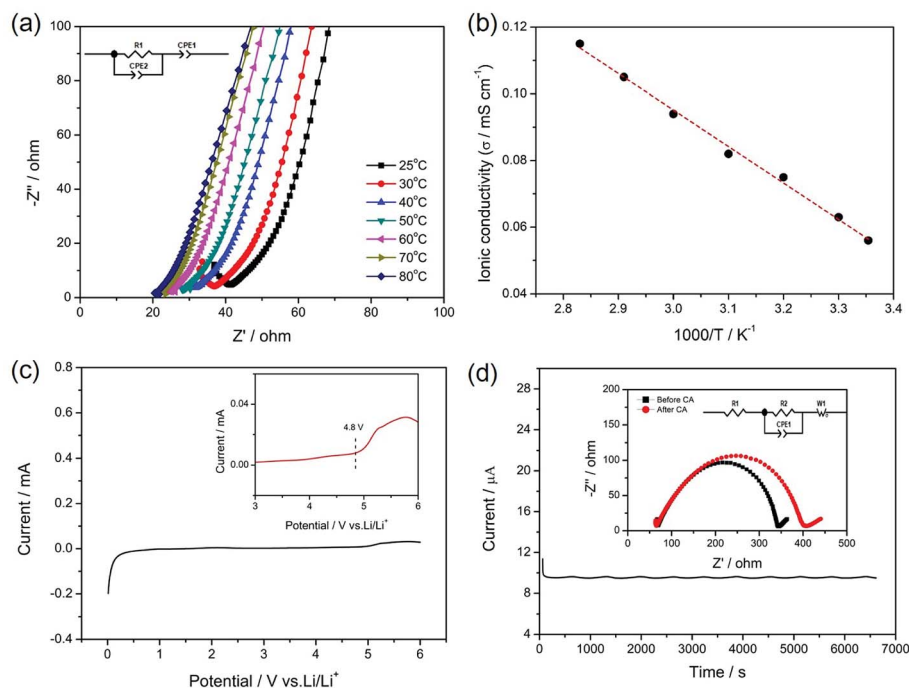 (a)
R1
CPE1
CPE2
100
80
60
40
20
0
-Z'' / ohm
25°C
30°C
40°C
50°C
60°C
70°C
80°C
0
20
40
60
80
100
Z' / ohm
(b)
0.12
0.10
0.08
0.06
0.04
Ionic conductivity (σ / mS cm⁻¹)
2.8
2.9
3.0
3.1
3.2
3.3
3.4
1000/T / K⁻¹
(c)
0.8
0.6
0.4
0.2
0.0
-0.2
-0.4
Current / mA
0.04
0.00
Current / mA
4.8 V
3
4
5
6
Potential / V vs.Li/Li⁺
0
1
2
3
4
5
6
Potential / V vs.Li/Li⁺
(d)
28
24
20
16
12
8
4
Current / μA
200
150
100
50
0
-Z'' / ohm
Before CA
After CA
R1
R2
W1
CPE1
0
100
200
300
400
500
Z' / ohm
0
1000
2000
3000
4000
5000
6000
7000
Time / s